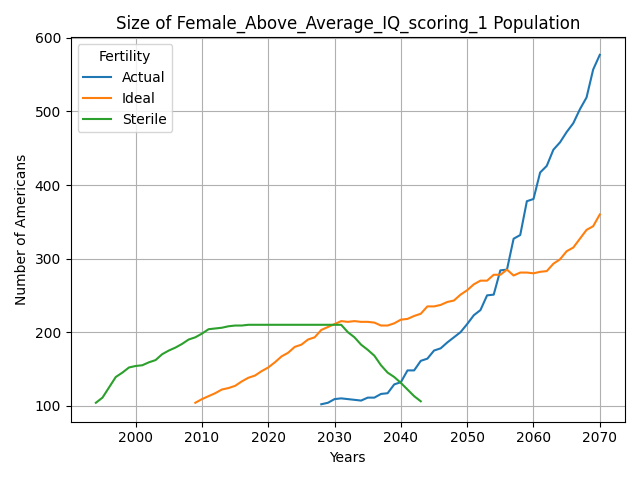 Size of Female_Above_Average_IQ_scoring_1 Population
Fertility
Actual
Ideal
Sterile
Number of Americans
600
500
400
300
200
100
2000 2010 2020 2030 2040 2050 2060 2070
Years